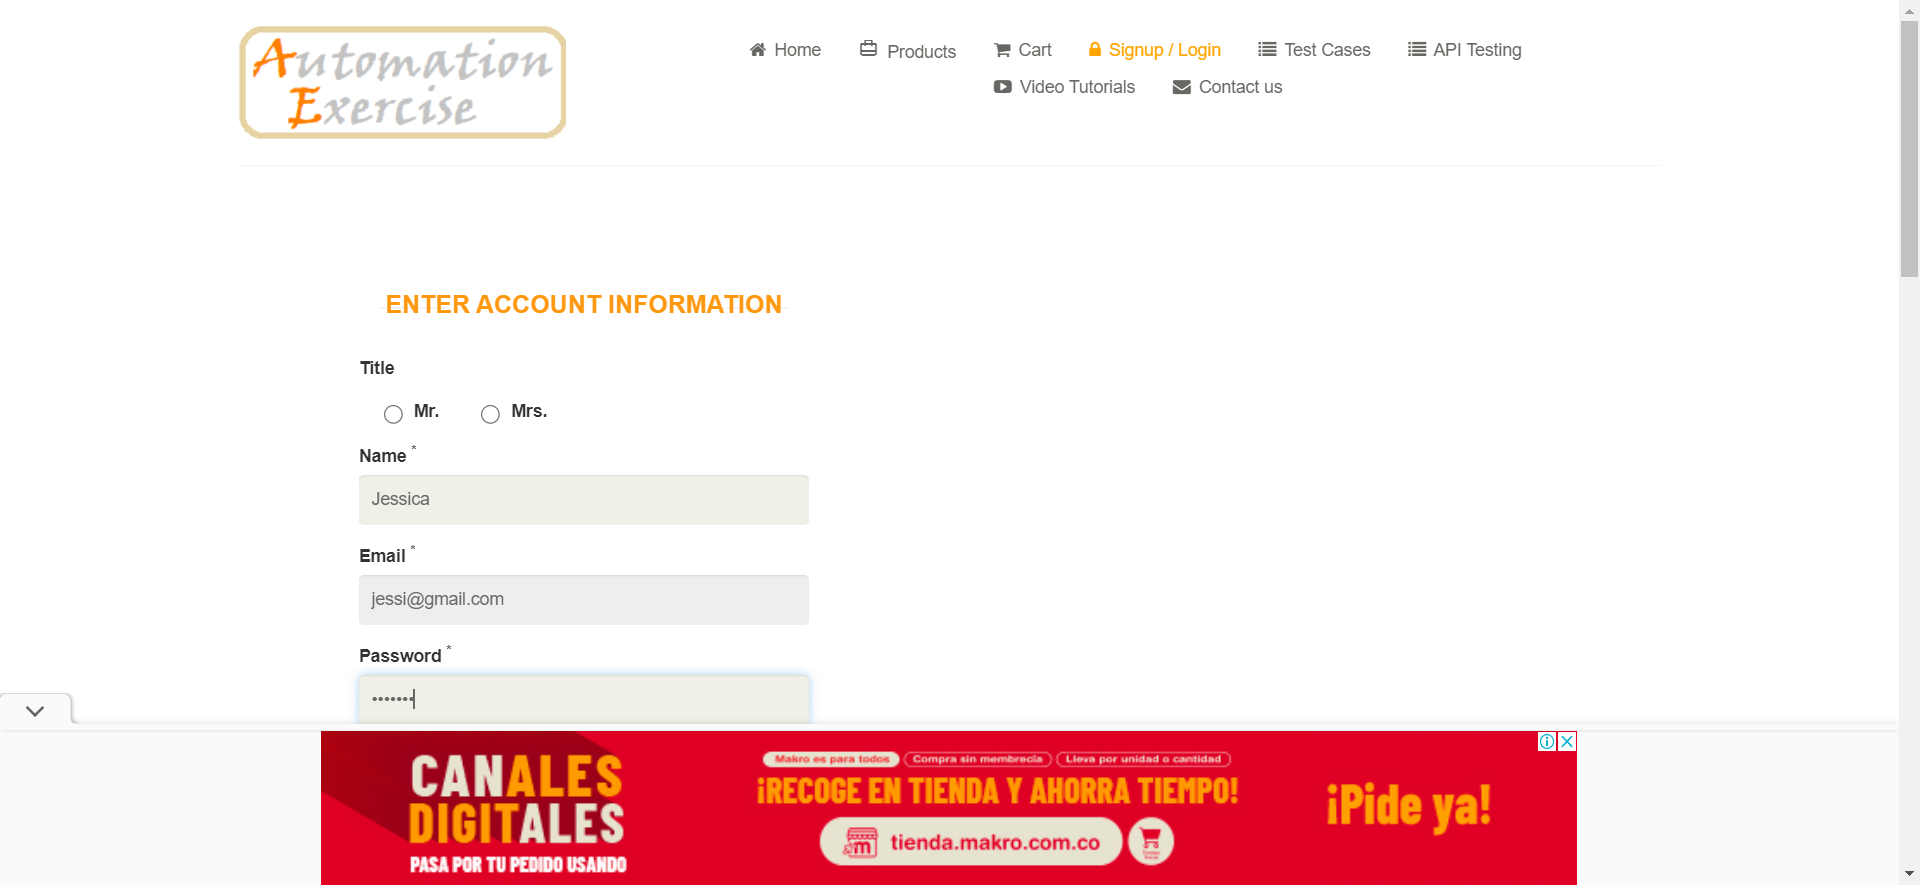 Automation
Exercise
Home
Products
Cart
Signup / Login
Test Cases
API Testing
Video Tutorials
Contact us
ENTER ACCOUNT INFORMATION
Title
Mr.
Mrs.
Name *
Jessica
Email *
jessi@gmail.com
Password *
•••••••
CANALES
DIGITALES
PASA POR TU PEDIDO USANDO
Makro es para todos
Compra sin membrecía
Lleva por unidad o cantidad
¡RECOGE EN TIENDA Y AHORRA TIEMPO!
m tienda.makro.com.co
¡Pide ya!